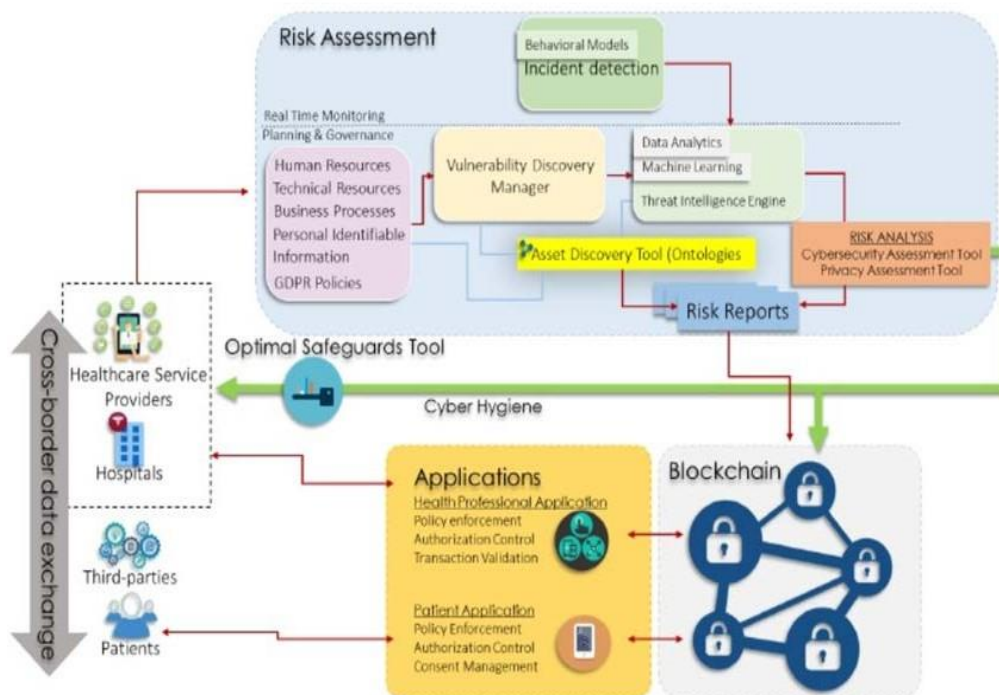 Risk Assessment
Behavioral Models
Incident detection
Real Time Monitoring
Planning & Governance
Human Resources
Technical Resources
Business Processes
Personal Identifiable
Information
GDPR Policies
Vulnerability Discovery
Manager
Data Analytics
Machine Learning
Threat Intelligence Engine
Asset Discovery Tool (Ontologies
RISK ANALYSIS
Cybersecurity Assessment Tool
Privacy Assessment Tool
Risk Reports
Cross-border data exchange
Healthcare Service
Providers
Hospitals
Third-parties
Patients
Optimal Safeguards Tool
Cyber Hygiene
Applications
Health Professional Application
Policy enforcement
Authorization Control
Transaction Validation
Patient Application
Policy Enforcement
Authorization Control
Consent Management
Blockchain